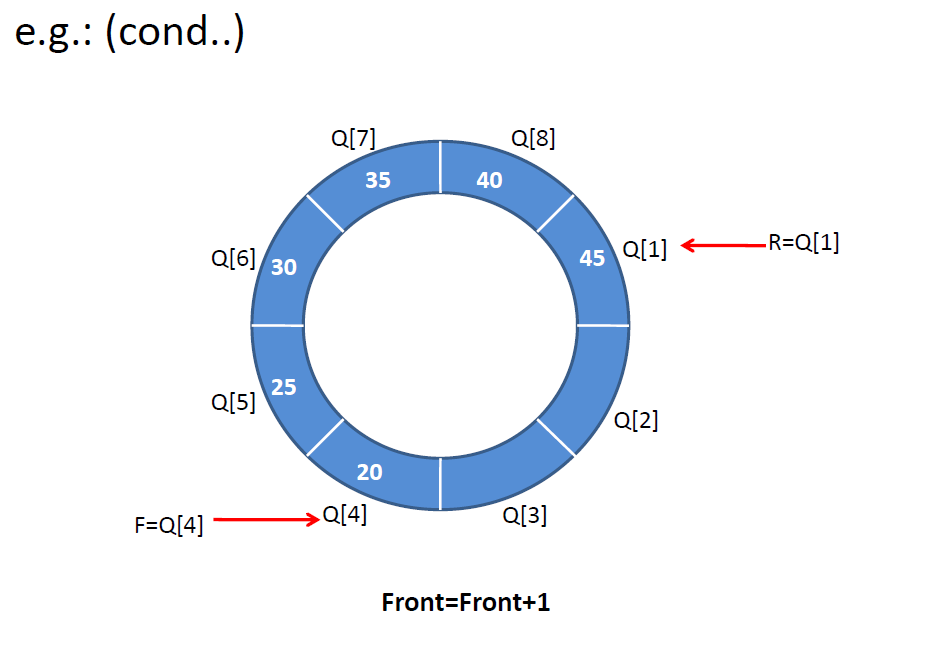 e.g.: (cond..)
Q[7]
Q[8]
35
40
Q[6]
30
45
Q[1]
R=Q[1]
Q[5]
25
Q[2]
20
F=Q[4]
Q[4]
Q[3]
Front=Front+1